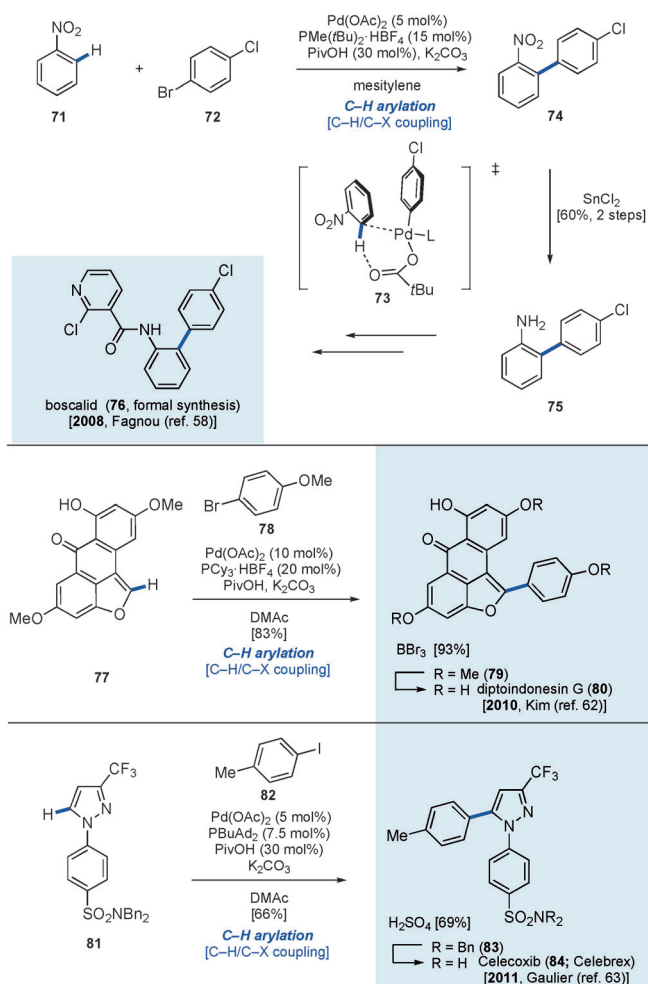 NO2
H
71
+
Cl
Br
72
Pd(OAc)2 (5 mol%)
PMe(tBu)2·HBF4 (15 mol%)
PivOH (30 mol%), K2CO3
mesitylene
C–H arylation
[C–H/C–X coupling]
NO2
Cl
74
Cl
O2N
H
Pd
L
O
O
tBu
73
‡
SnCl2
[60%, 2 steps]
NH2
Cl
75
N
Cl
O
NH
Cl
boscalid (76, formal synthesis)
[2008, Fagnou (ref. 58)]
HO
OMe
O
H
MeO
O
77
OMe
Br
78
Pd(OAc)2 (10 mol%)
PCy3·HBF4 (20 mol%)
PivOH, K2CO3
DMAc
[83%]
C–H arylation
[C–H/C–X coupling]
HO
OR
O
OR
RO
O
BBr3 [93%]
R = Me (79)
R = H diptoindonesin G (80)
[2010, Kim (ref. 62)]
CF3
H
N
N
SO2NBn2
81
I
Me
82
Pd(OAc)2 (5 mol%)
PBuAd2 (7.5 mol%)
PivOH (30 mol%)
K2CO3
DMAc
[66%]
C–H arylation
[C–H/C–X coupling]
CF3
Me
N
N
SO2NR2
H2SO4 [69%]
R = Bn (83)
R = H Celecoxib (84; Celebrex)
[2011, Gaulier (ref. 63)]